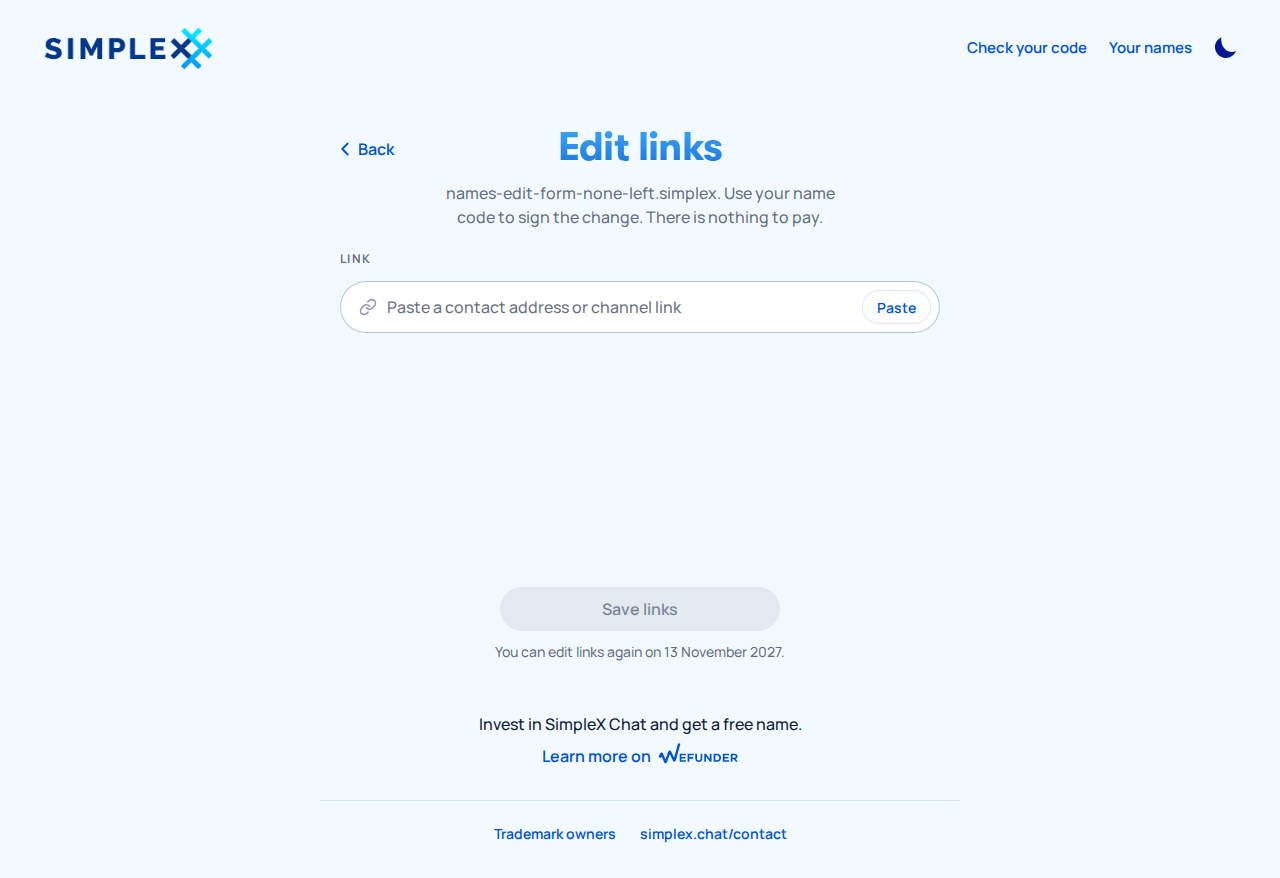 SIMPLEX
Check your code
Your names
Back
Edit links
names-edit-form-none-left.simplex. Use your name
code to sign the change. There is nothing to pay.
LINK
Paste a contact address or channel link
Paste
Save links
You can edit links again on 13 November 2027.
Invest in SimpleX Chat and get a free name.
Learn more on WEFUNDER
Trademark owners
simplex.chat/contact